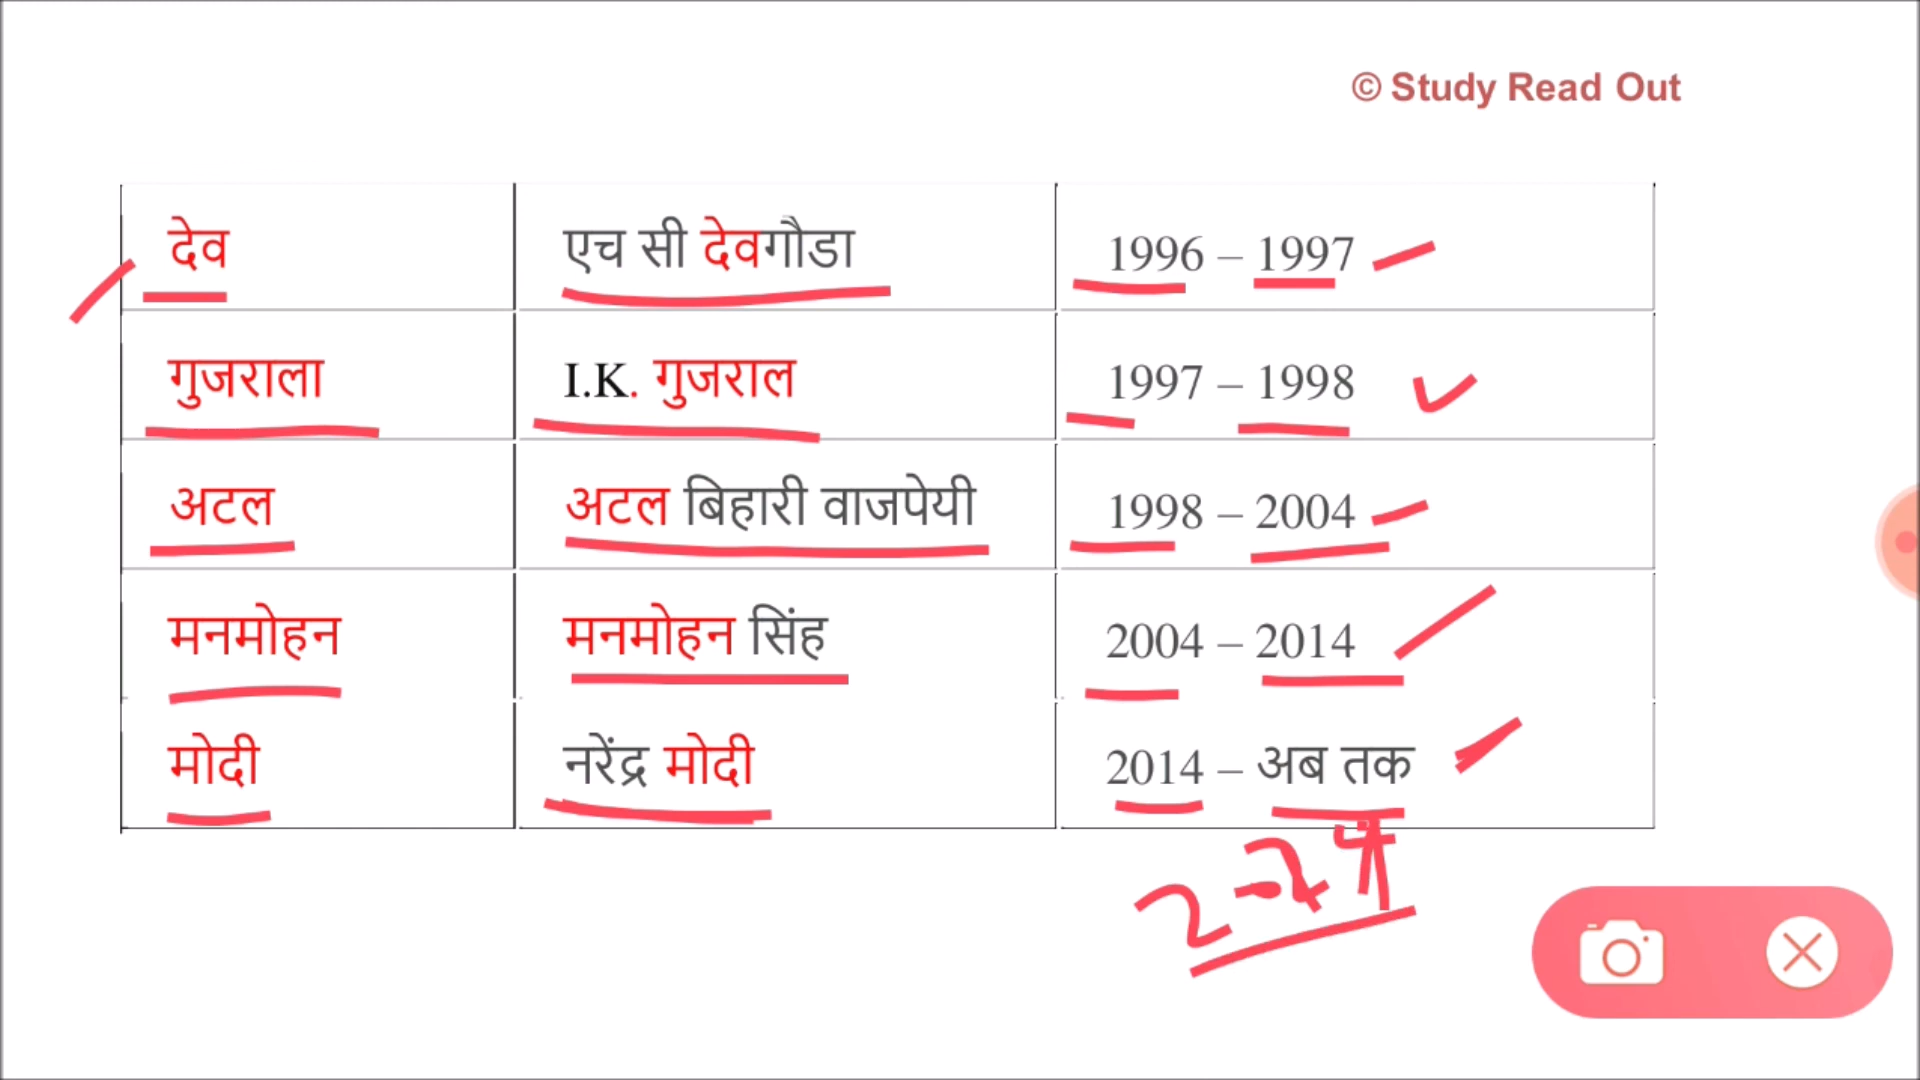 © Study Read Out
देव एच सी देवगौडा 1996 – 1997
गुजराला I.K. गुजराल 1997 – 1998
अटल अटल बिहारी वाजपेयी 1998 – 2004
मनमोहन मनमोहन सिंह 2004 – 2014
मोदी नरेंद्र मोदी 2014 – अब तक